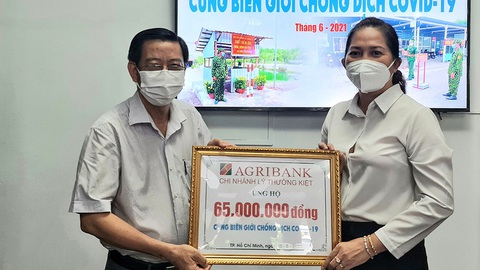 CÙNG BIÊN GIỚI CHỐNG DỊCH COVID-19
Tháng 6 - 2021
AGRIBANK
CHI NHÁNH LÝ THƯỜNG KIỆT
ỦNG HỘ
65.000.000 đồng
CÙNG BIÊN GIỚI CHỐNG DỊCH COVID-19
TP. Hồ Chí Minh, ngày